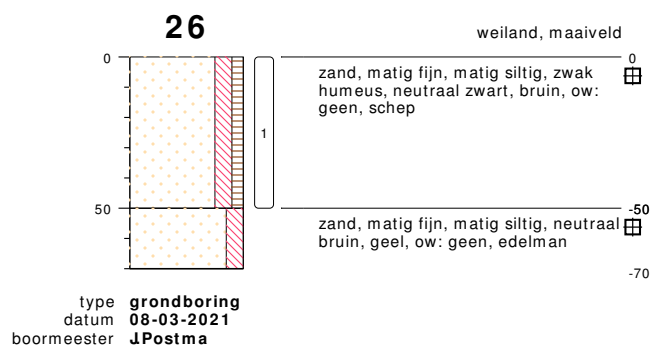 26
weiland, maaiveld
0
0
zand, matig fijn, matig siltig, zwak
humeus, neutraal zwart, bruin, ow:
geen, schep
1
50
-50
zand, matig fijn, matig siltig, neutraal
bruin, geel, ow: geen, edelman
-70
type grondboring
datum 08-03-2021
boormeester J.Postma